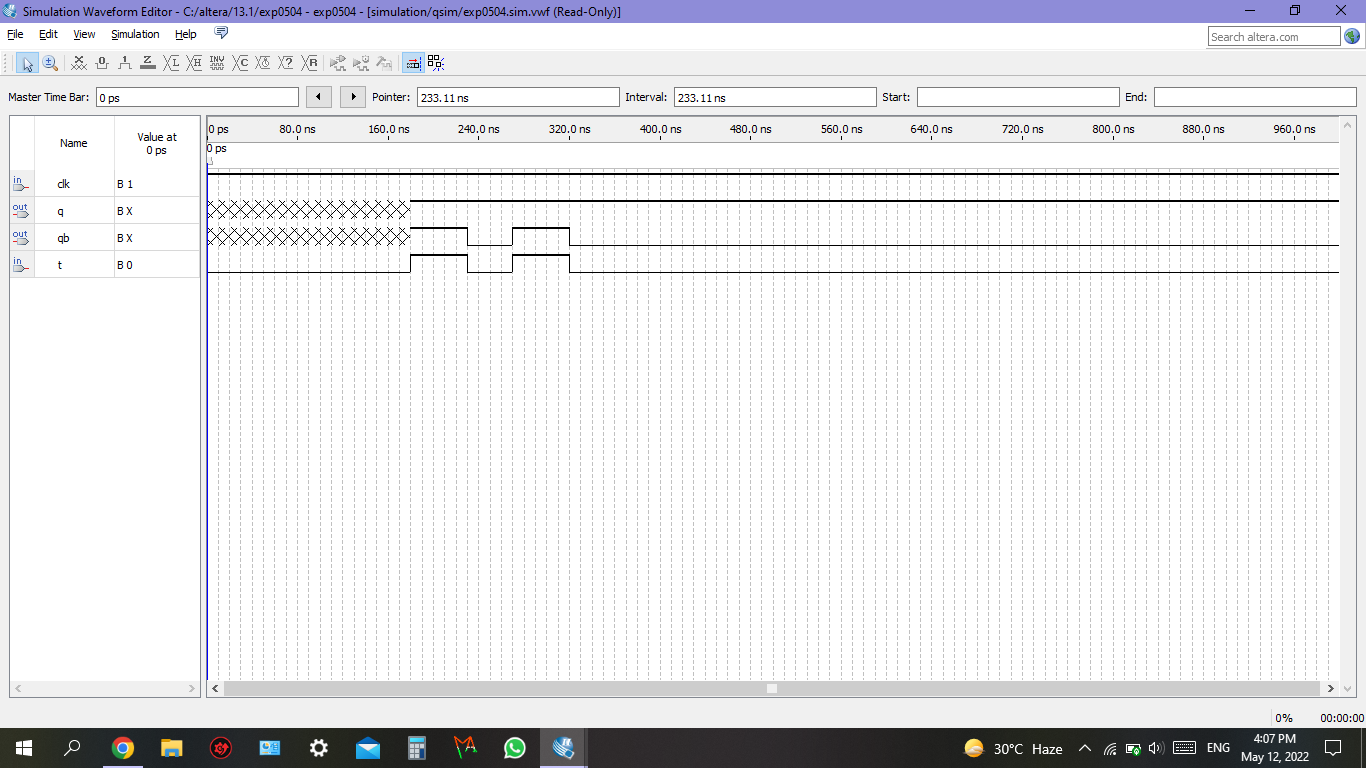 Simulation Waveform Editor - C:/altera/13.1/exp0504 - exp0504 - [simulation/qsim/exp0504.sim.vwf (Read-Only)]
File Edit View Simulation Help
Search altera.com
Master Time Bar: 0 ps Pointer: 233.11 ns Interval: 233.11 ns Start: End:
Name Value at 0 ps
0 ps 80.0 ns 160.0 ns 240.0 ns 320.0 ns 400.0 ns 480.0 ns 560.0 ns 640.0 ns 720.0 ns 800.0 ns 880.0 ns 960.0 ns
0 ps
in clk B 1
out q B X
out qb B X
in t B 0
0% 00:00:00
30°C Haze ENG 4:07 PM
May 12, 2022